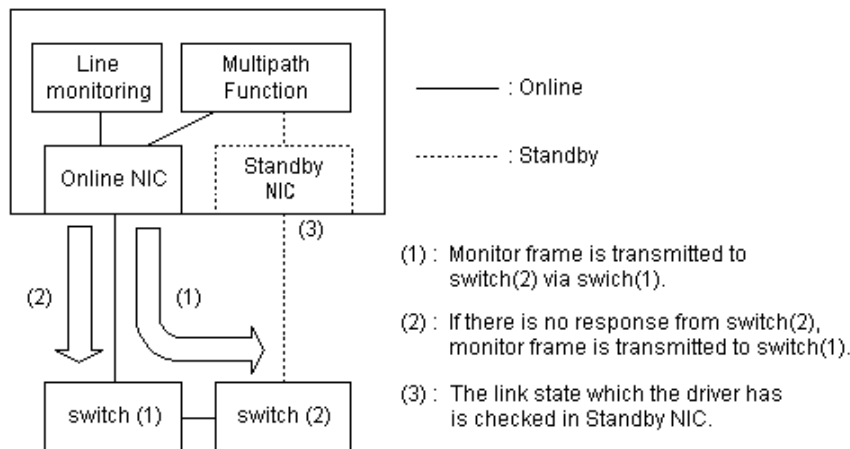 Line
monitoring
Multipath
Function
Online NIC
Standby
NIC
: Online
: Standby
(3)
(2)
(1)
(1) : Monitor frame is transmitted to
switch(2) via swich(1).
(2) : If there is no response from switch(2),
monitor frame is transmitted to switch(1).
(3) : The link state which the driver has
is checked in Standby NIC.
switch (1)
switch (2)